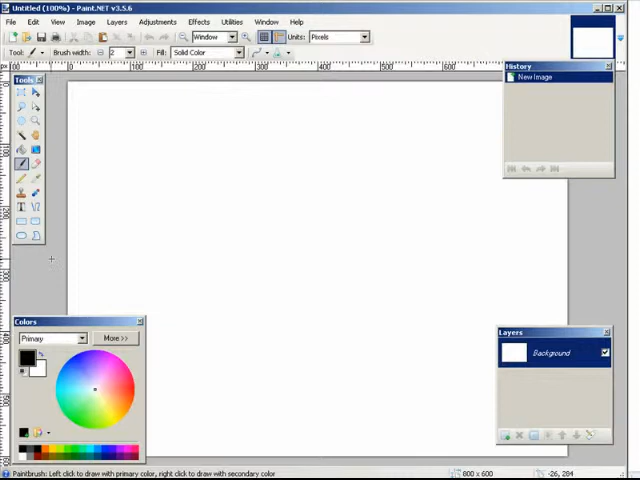 Untitled (100%) - Paint.NET v3.5.6
File Edit View Image Layers Adjustments Effects Utilities Window Help
Window Units: Pixels
Tool: Brush width: 2 Fill: Solid Color
px 0 100 200 300 400 500 600
Tools
History
New Image
Colors
Primary More >>
Layers
Background
Paintbrush: Left click to draw with primary color, right click to draw with secondary color 800 x 600 -26, 284